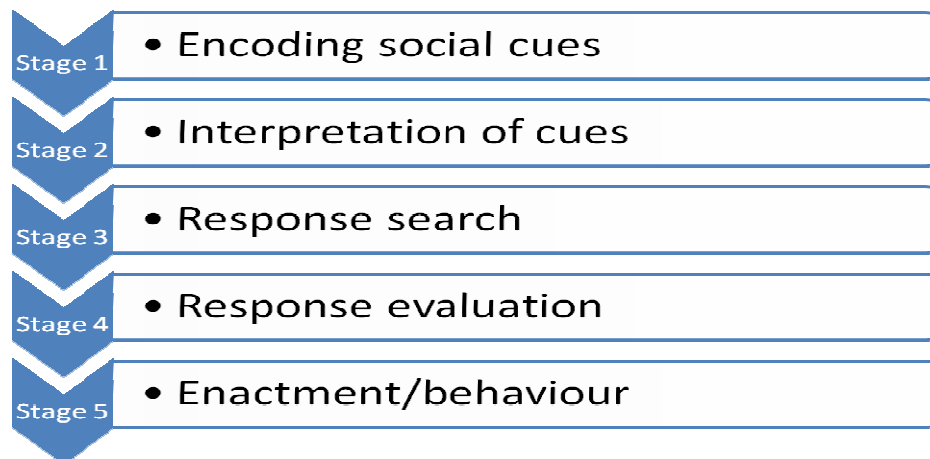 Stage 1
• Encoding social cues
Stage 2
• Interpretation of cues
Stage 3
• Response search
Stage 4
• Response evaluation
Stage 5
• Enactment/behaviour